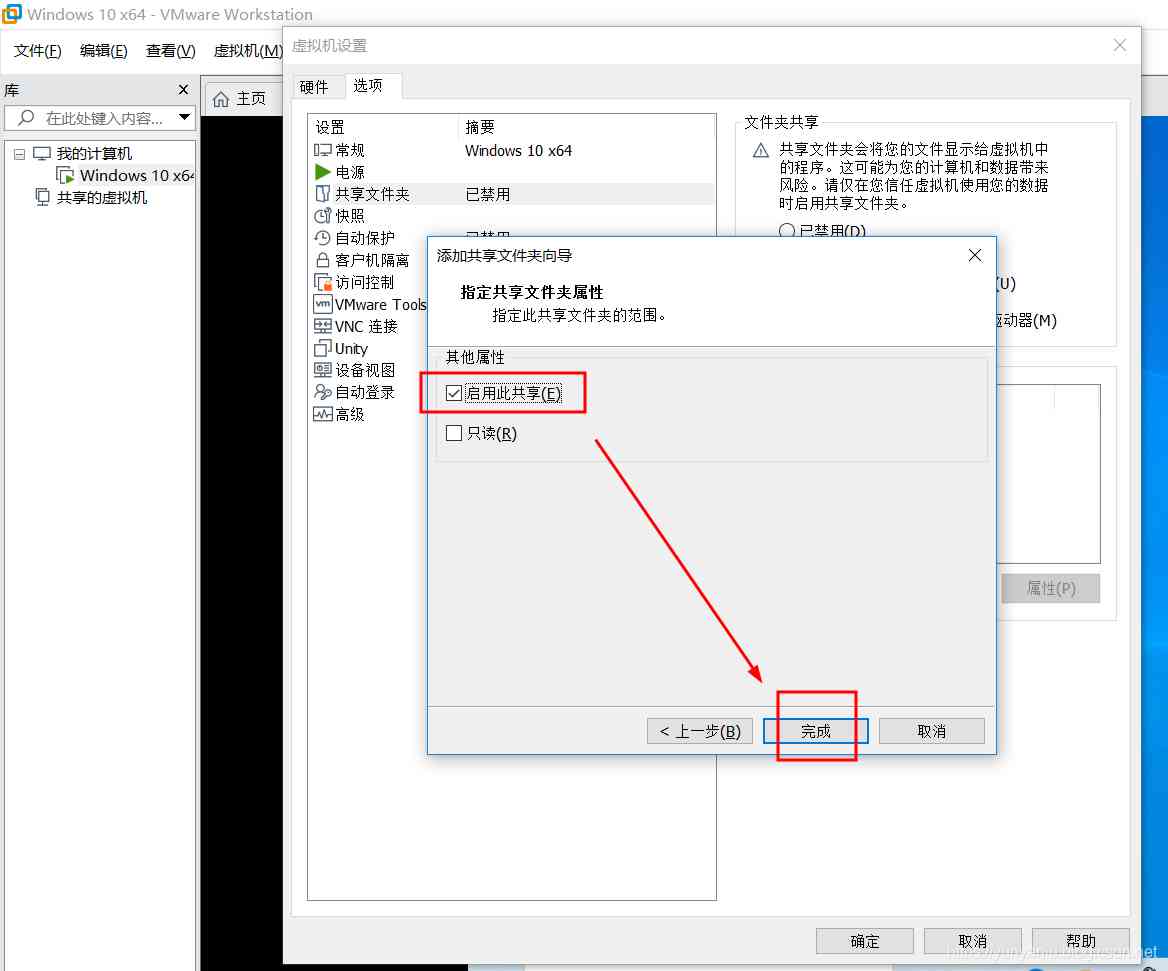 Windows 10 x64 - VMware Workstation
文件(F) 编辑(E) 查看(V) 虚拟机(M)
库
在此处键入内容...
我的计算机
Windows 10 x64
共享的虚拟机
主页
虚拟机设置
硬件 选项
设置 摘要
常规 Windows 10 x64
电源
共享文件夹 已禁用
快照
自动保护 已禁用
客户机隔离
访问控制
VMware Tools
VNC 连接
Unity
设备视图
自动登录
高级
文件夹共享
共享文件夹会将您的文件显示给虚拟机中
的程序。这可能为您的计算机和数据带来
风险。请仅在您信任虚拟机使用您的数据
时启用共享文件夹。
已禁用(D)
(U)
驱动器(M)
属性(P)
添加共享文件夹向导
指定共享文件夹属性
指定此共享文件夹的范围。
其他属性
启用此共享(E)
只读(R)
< 上一步(B) 完成 取消
确定 取消 帮助